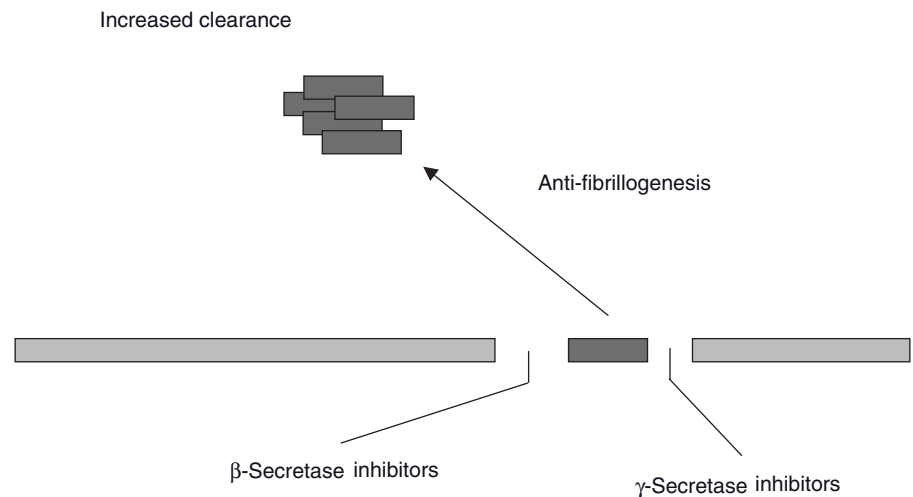 Increased clearance
Anti-fibrillogenesis
β-Secretase inhibitors
γ-Secretase inhibitors